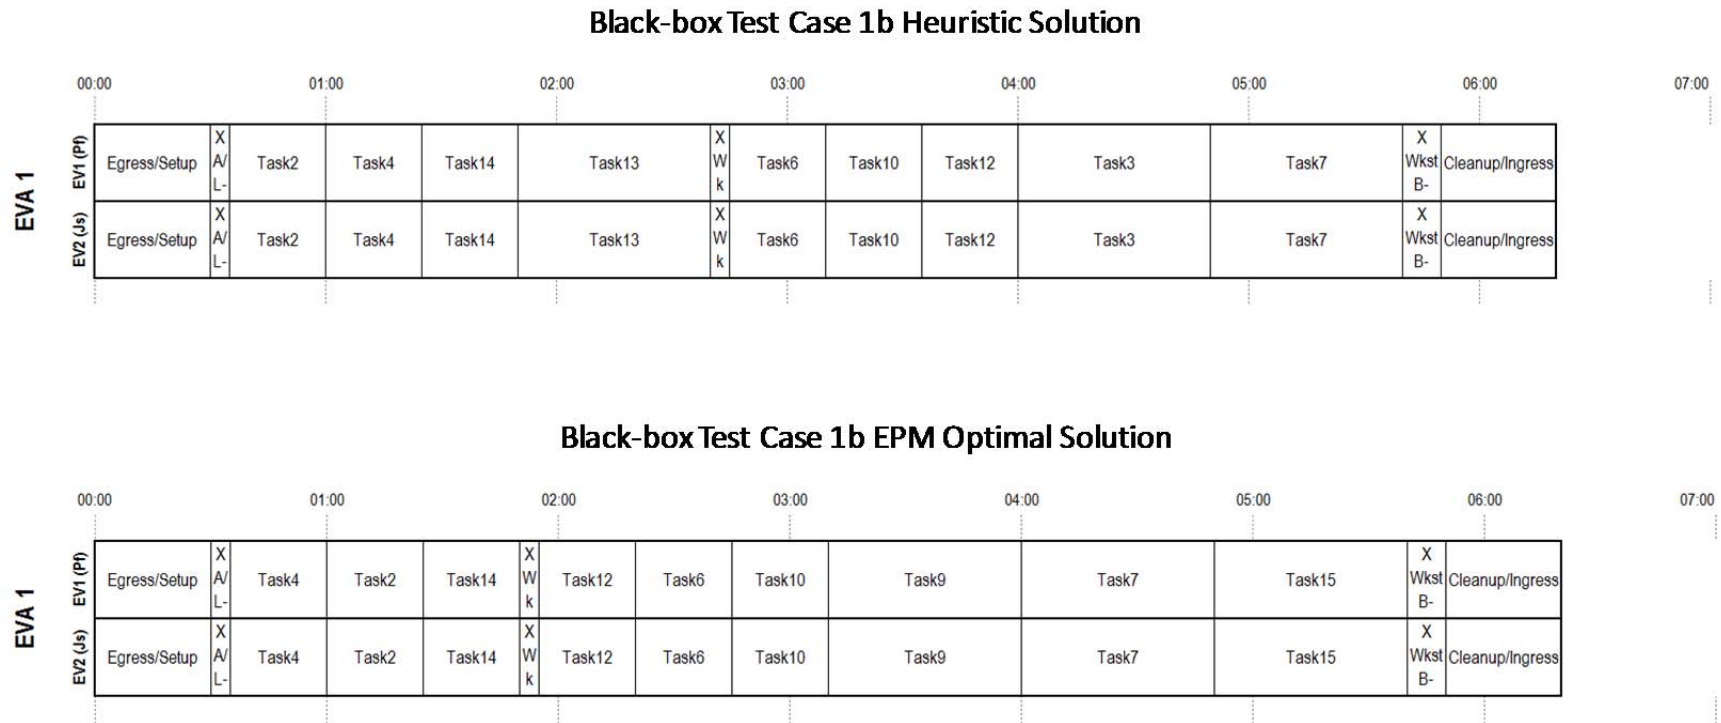 Black-box Test Case 1b Heuristic Solution
00:00 01:00 02:00 03:00 04:00 05:00 06:00 07:00
EVA 1
EV1 (Pf)
Egress/Setup
X
A/
L-
Task2
Task4
Task14
Task13
X
W
k
Task6
Task10
Task12
Task3
Task7
X
Wkst
B-
Cleanup/Ingress
EV2 (Js)
Egress/Setup
X
A/
L-
Task2
Task4
Task14
Task13
X
W
k
Task6
Task10
Task12
Task3
Task7
X
Wkst
B-
Cleanup/Ingress
Black-box Test Case 1b EPM Optimal Solution
00:00 01:00 02:00 03:00 04:00 05:00 06:00 07:00
EVA 1
EV1 (Pf)
Egress/Setup
X
A/
L-
Task4
Task2
Task14
X
W
k
Task12
Task6
Task10
Task9
Task7
Task15
X
Wkst
B-
Cleanup/Ingress
EV2 (Js)
Egress/Setup
X
A/
L-
Task4
Task2
Task14
X
W
k
Task12
Task6
Task10
Task9
Task7
Task15
X
Wkst
B-
Cleanup/Ingress